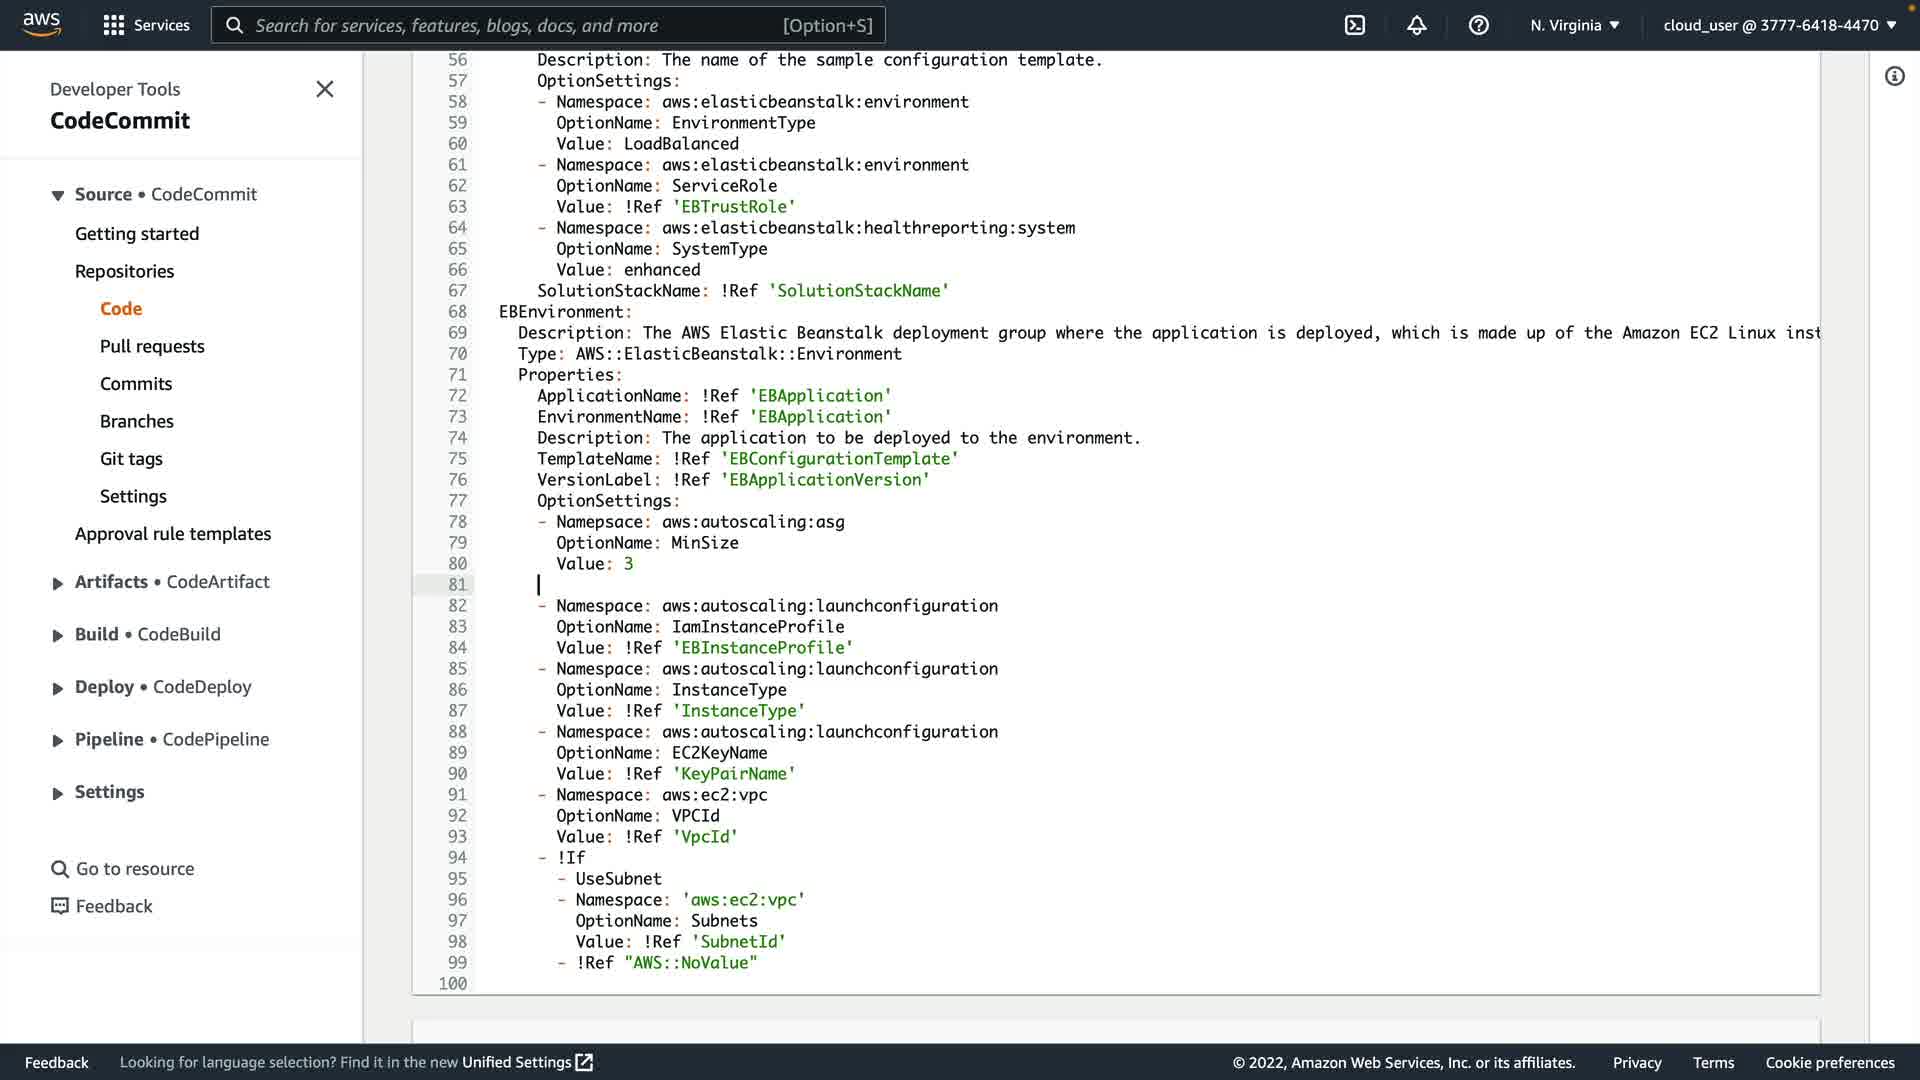 aws
Services
Search for services, features, blogs, docs, and more [Option+S]
N. Virginia
cloud_user @ 3777-6418-4470
Developer Tools
CodeCommit
Source • CodeCommit
Getting started
Repositories
Code
Pull requests
Commits
Branches
Git tags
Settings
Approval rule templates
Artifacts • CodeArtifact
Build • CodeBuild
Deploy • CodeDeploy
Pipeline • CodePipeline
Settings
Go to resource
Feedback
56 Description: The name of the sample configuration template.
57 OptionSettings:
58 - Namespace: aws:elasticbeanstalk:environment
59 OptionName: EnvironmentType
60 Value: LoadBalanced
61 - Namespace: aws:elasticbeanstalk:environment
62 OptionName: ServiceRole
63 Value: !Ref 'EBTrustRole'
64 - Namespace: aws:elasticbeanstalk:healthreporting:system
65 OptionName: SystemType
66 Value: enhanced
67 SolutionStackName: !Ref 'SolutionStackName'
68 EBEnvironment:
69 Description: The AWS Elastic Beanstalk deployment group where the application is deployed, which is made up of the Amazon EC2 Linux inst
70 Type: AWS::ElasticBeanstalk::Environment
71 Properties:
72 ApplicationName: !Ref 'EBApplication'
73 EnvironmentName: !Ref 'EBApplication'
74 Description: The application to be deployed to the environment.
75 TemplateName: !Ref 'EBConfigurationTemplate'
76 VersionLabel: !Ref 'EBApplicationVersion'
77 OptionSettings:
78 - Namepsace: aws:autoscaling:asg
79 OptionName: MinSize
80 Value: 3
81
82 - Namespace: aws:autoscaling:launchconfiguration
83 OptionName: IamInstanceProfile
84 Value: !Ref 'EBInstanceProfile'
85 - Namespace: aws:autoscaling:launchconfiguration
86 OptionName: InstanceType
87 Value: !Ref 'InstanceType'
88 - Namespace: aws:autoscaling:launchconfiguration
89 OptionName: EC2KeyName
90 Value: !Ref 'KeyPairName'
91 - Namespace: aws:ec2:vpc
92 OptionName: VPCId
93 Value: !Ref 'VpcId'
94 - !If
95 - UseSubnet
96 - Namespace: 'aws:ec2:vpc'
97 OptionName: Subnets
98 Value: !Ref 'SubnetId'
99 - !Ref "AWS::NoValue"
100
Feedback
Looking for language selection? Find it in the new Unified Settings
© 2022, Amazon Web Services, Inc. or its affiliates.
Privacy
Terms
Cookie preferences